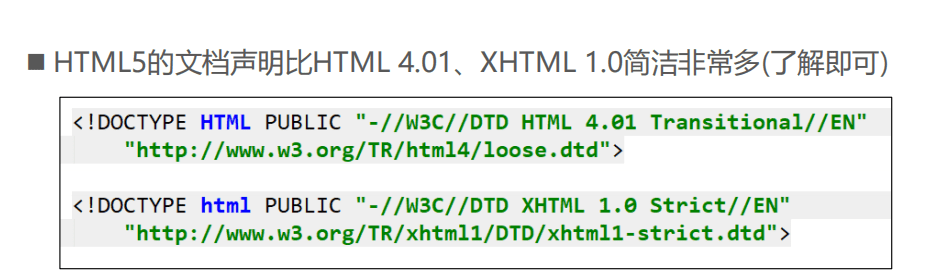 ■ HTML5的文档声明比HTML 4.01、XHTML 1.0简洁非常多(了解即可)
<!DOCTYPE HTML PUBLIC "-//W3C//DTD HTML 4.01 Transitional//EN"
"http://www.w3.org/TR/html4/loose.dtd">
<!DOCTYPE html PUBLIC "-//W3C//DTD XHTML 1.0 Strict//EN"
"http://www.w3.org/TR/xhtml1/DTD/xhtml1-strict.dtd">